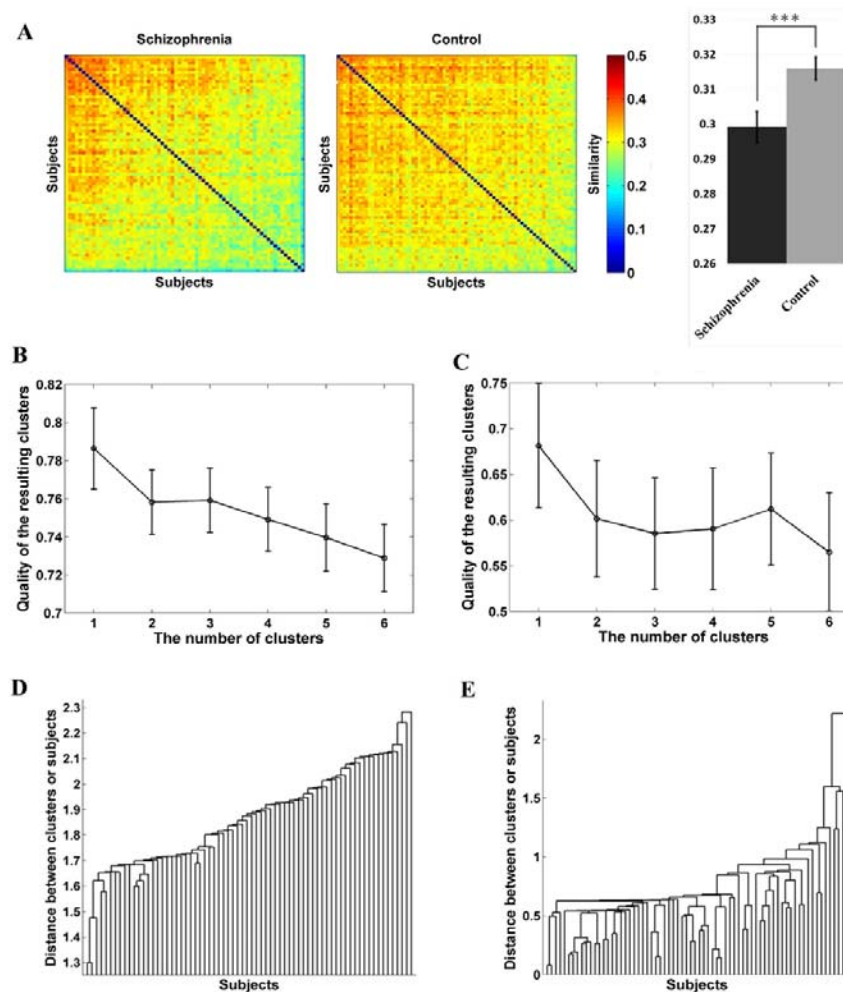 A
Schizophrenia
Control
Subjects
Subjects
Subjects
Subjects
0.5
0.4
0.3
0.2
0.1
0
Similarity
0.33
0.32
0.31
0.3
0.29
0.28
0.27
0.26
***
Schizophrenia
Control
B
Quality of the resulting clusters
0.82
0.8
0.78
0.76
0.74
0.72
0.7
1 2 3 4 5 6
The number of clusters
C
Quality of the resulting clusters
0.75
0.7
0.65
0.6
0.55
0.5
1 2 3 4 5 6
The number of clusters
D
Distance between clusters or subjects
2.3
2.2
2.1
2
1.9
1.8
1.7
1.6
1.5
1.4
1.3
Subjects
E
Distance between clusters or subjects
2
1.5
1
0.5
0
Subjects